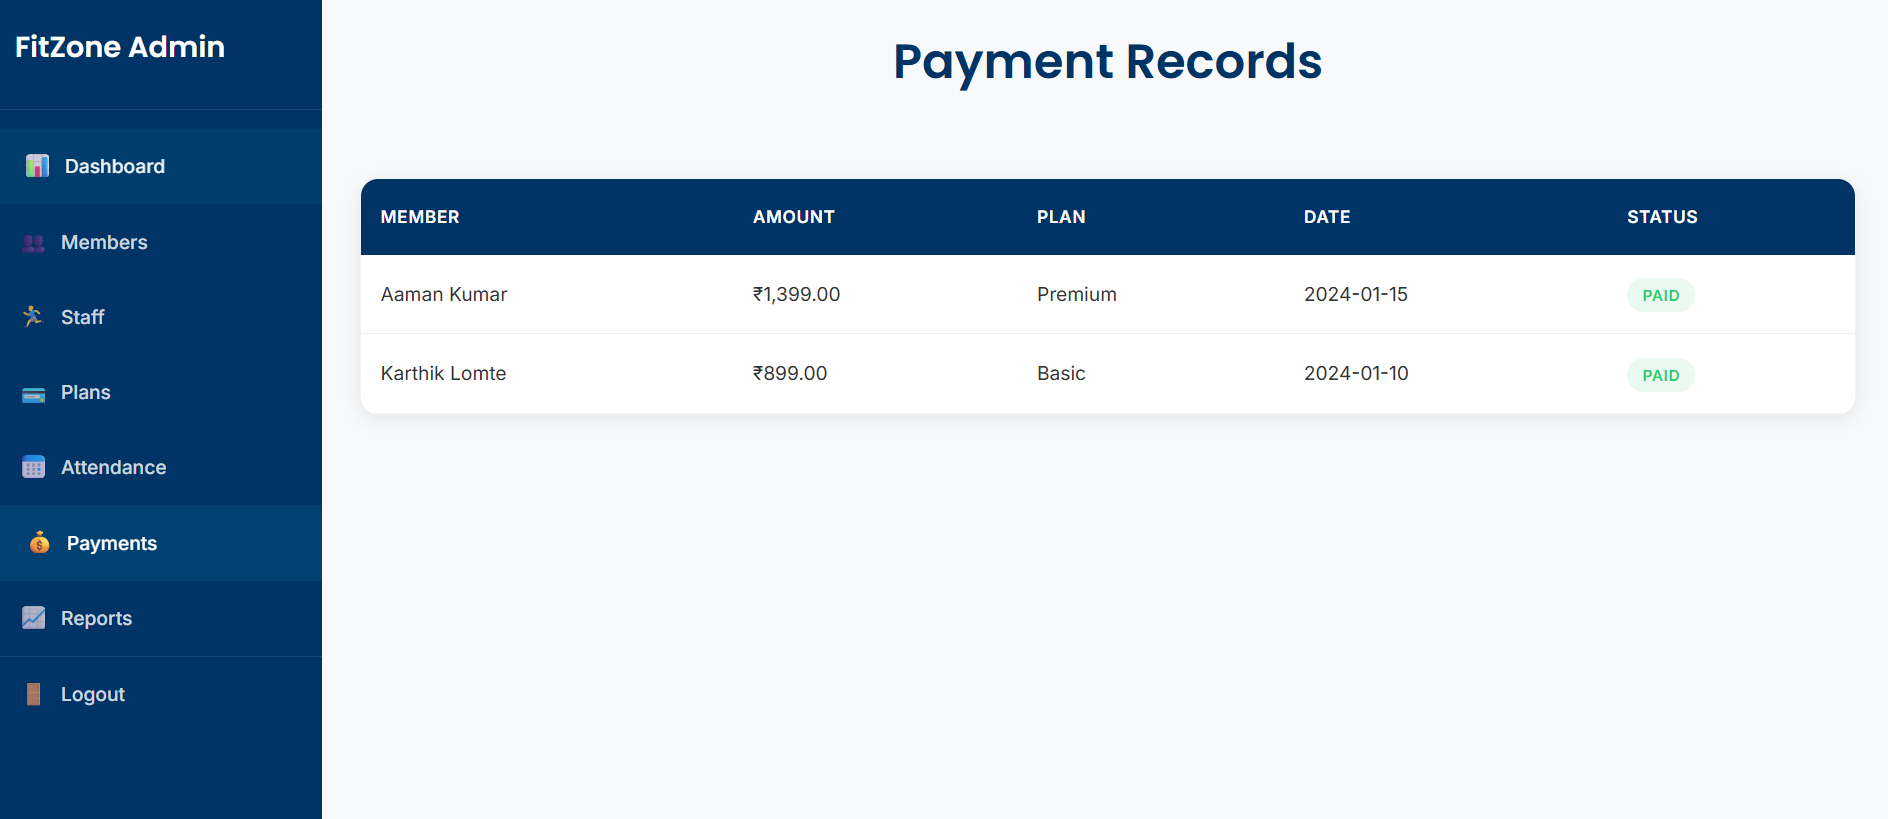 FitZone Admin
Dashboard
Members
Staff
Plans
Attendance
Payments
Reports
Logout
Payment Records
MEMBER AMOUNT PLAN DATE STATUS
Aaman Kumar ₹1,399.00 Premium 2024-01-15 PAID
Karthik Lomte ₹899.00 Basic 2024-01-10 PAID